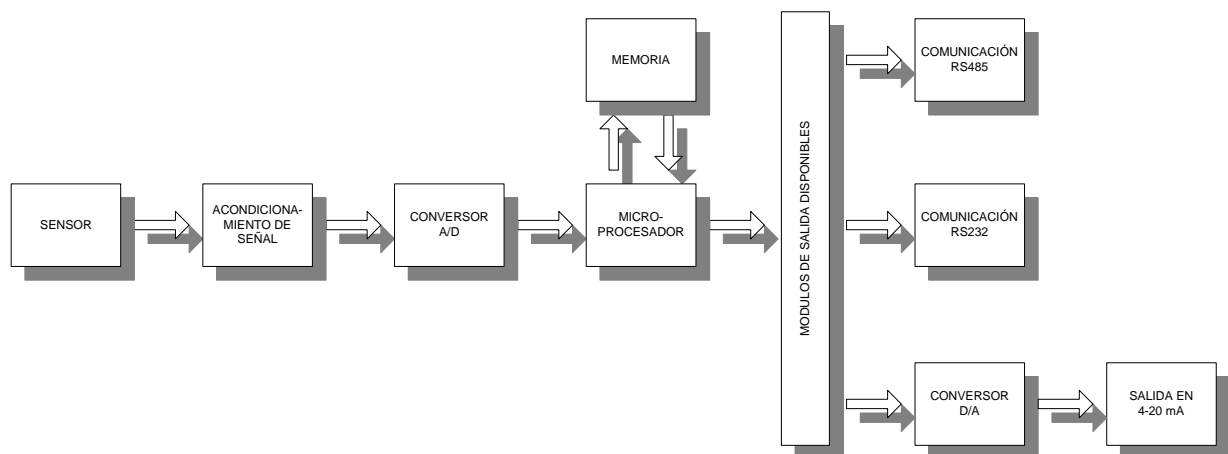 MEMORIA
COMUNICACIÓN
RS485
SENSOR
ACONDICIONA-
MIENTO DE
SEÑAL
CONVERSOR
A/D
MICRO-
PROCESADOR
MODULOS DE SALIDA DISPONIBLES
COMUNICACIÓN
RS232
CONVERSOR
D/A
SALIDA EN
4-20 mA